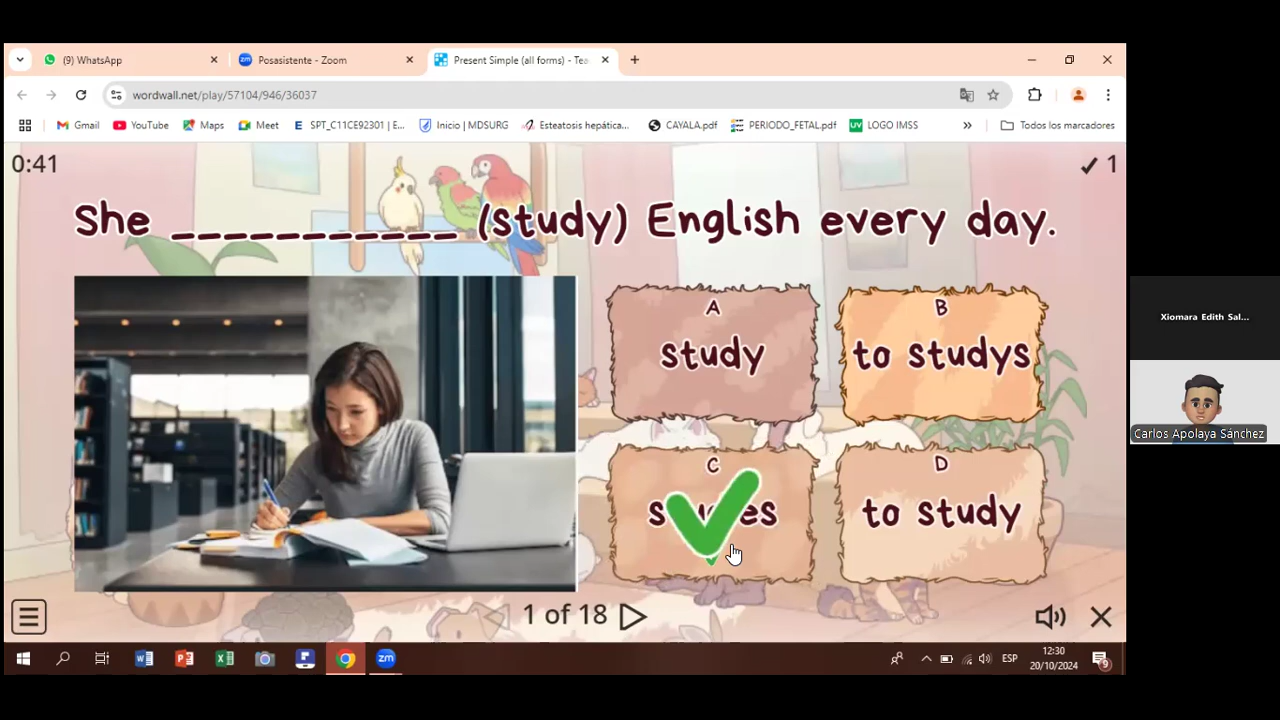 (9) WhatsApp
Posasistente - Zoom
Present Simple (all forms) - Tea
wordwall.net/play/57104/946/36037
Gmail
YouTube
Maps
Meet
SPT_C11CE92301 | E...
Inicio | MDSURG
Esteatosis hepática...
CAYALA.pdf
PERIODO_FETAL.pdf
LOGO IMSS
»
Todos los marcadores
0:41
1
She ___________ (study) English every day.
A
study
B
to studys
C
D
to study
1 of 18
Xiomara Edith Sal...
Carlos Apolaya Sánchez
ESP
12:30
20/10/2024